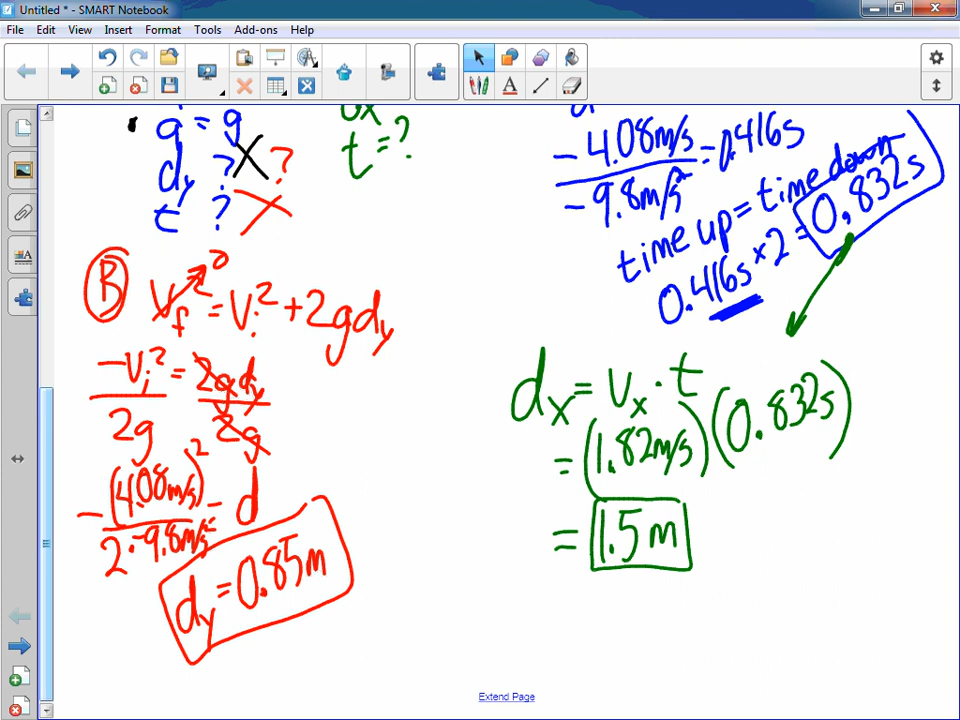 Untitled * - SMART Notebook
File Edit View Insert Format Tools Add-ons Help
a = g
dy ? ?
t ?
t = ?
-4.08m/s = 0.416s
-9.8m/s²
time up = time down
0.416s × 2 = 0.832s
B
Vf² = Vi² + 2gdy
0
-Vi² = 2gdy
2g 2g
-(4.08m/s)² = d
2·-9.8m/s²
dy = 0.85m
dx = Vx · t
= (1.82m/s)(0.832s)
= 1.5m
Extend Page